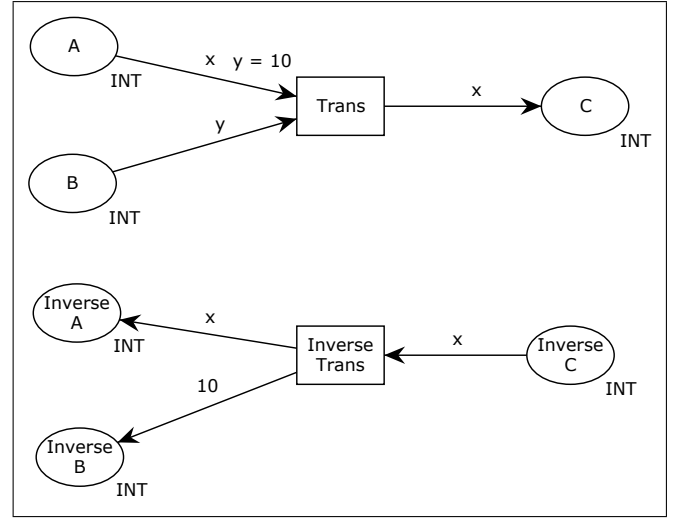 A
INT
x
y = 10
Trans
x
C
INT
y
B
INT
Inverse
A
INT
x
Inverse
Trans
x
Inverse
C
INT
10
Inverse
B
INT